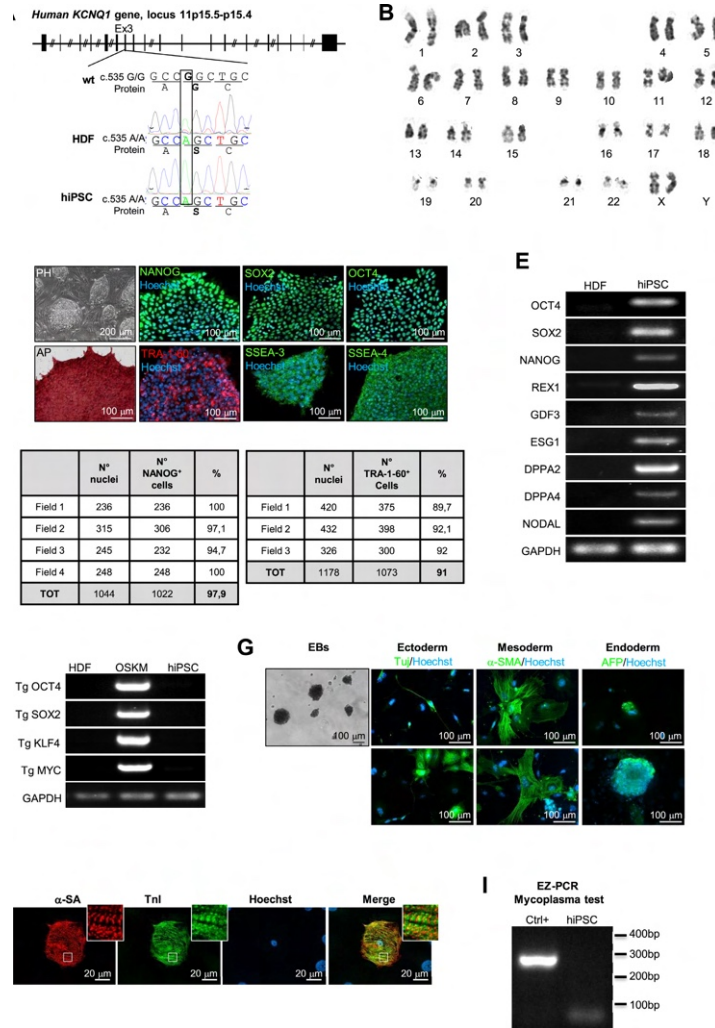 Human KCNQ1 gene, locus 11p15.5-p15.4
Ex3
wt c.535 G/G G C C G G C T G C
Protein A G C
HDF c.535 A/A G C C A G C T G C
Protein A S C
hiPSC c.535 A/A G C C A G C T G C
Protein A S C
B
1 2 3 4 5
6 7 8 9 10 11 12
13 14 15 16 17 18
19 20 21 22 X Y
PH 200 µm
NANOG Hoechst 100 µm
SOX2 Hoechst 100 µm
OCT4 Hoechst 100 µm
AP 100 µm
TRA-1-60 Hoechst 100 µm
SSEA-3 Hoechst 100 µm
SSEA-4 Hoechst 100 µm
N° nuclei N° NANOG+ cells %
Field 1 236 236 100
Field 2 315 306 97,1
Field 3 245 232 94,7
Field 4 248 248 100
TOT 1044 1022 97,9
N° nuclei N° TRA-1-60+ Cells %
Field 1 420 375 89,7
Field 2 432 398 92,1
Field 3 326 300 92
TOT 1178 1073 91
E
HDF hiPSC
OCT4
SOX2
NANOG
REX1
GDF3
ESG1
DPPA2
DPPA4
NODAL
GAPDH
HDF OSKM hiPSC
Tg OCT4
Tg SOX2
Tg KLF4
Tg MYC
GAPDH
G
EBs Ectoderm Mesoderm Endoderm
Tuj/Hoechst α-SMA/Hoechst AFP/Hoechst
100 µm 100 µm 100 µm 100 µm
100 µm 100 µm 100 µm
α-SA TnI Hoechst Merge
20 µm 20 µm 20 µm 20 µm
I
EZ-PCR
Mycoplasma test
Ctrl+ hiPSC
400bp
300bp
200bp
100bp